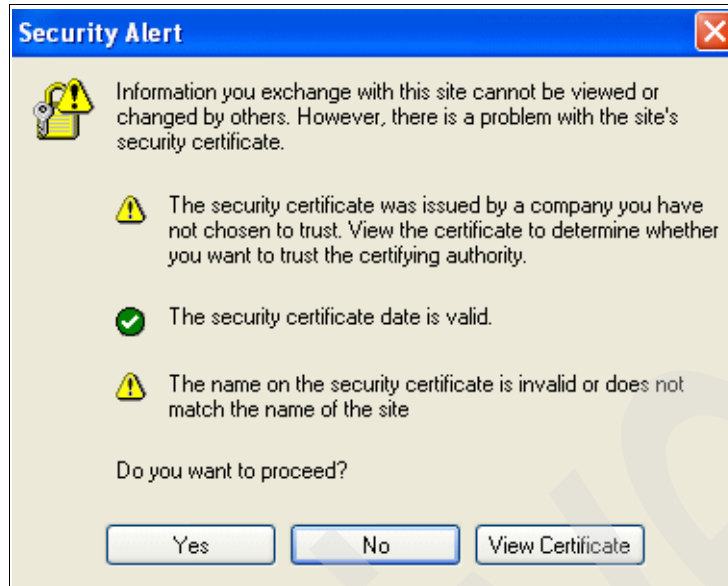 Security Alert
Information you exchange with this site cannot be viewed or
changed by others. However, there is a problem with the site's
security certificate.
The security certificate was issued by a company you have
not chosen to trust. View the certificate to determine whether
you want to trust the certifying authority.
The security certificate date is valid.
The name on the security certificate is invalid or does not
match the name of the site
Do you want to proceed?
Yes No View Certificate